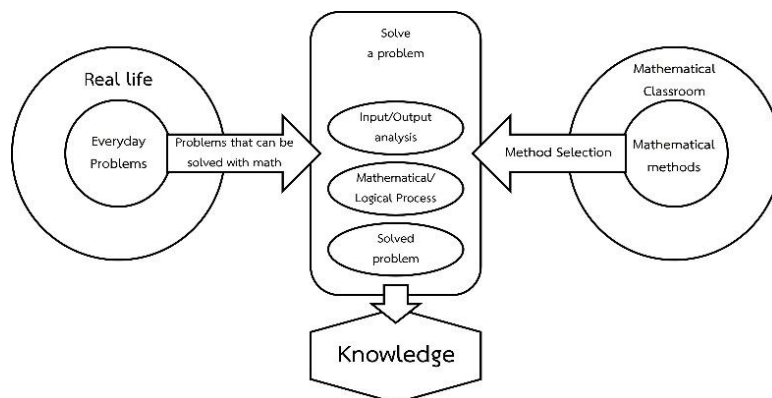 Solve
a problem
Real life
Everyday
Problems
Problems that can be
solved with math
Input/Output
analysis
Mathematical/
Logical Process
Solved
problem
Method Selection
Mathematical
Classroom
Mathematical
methods
Knowledge